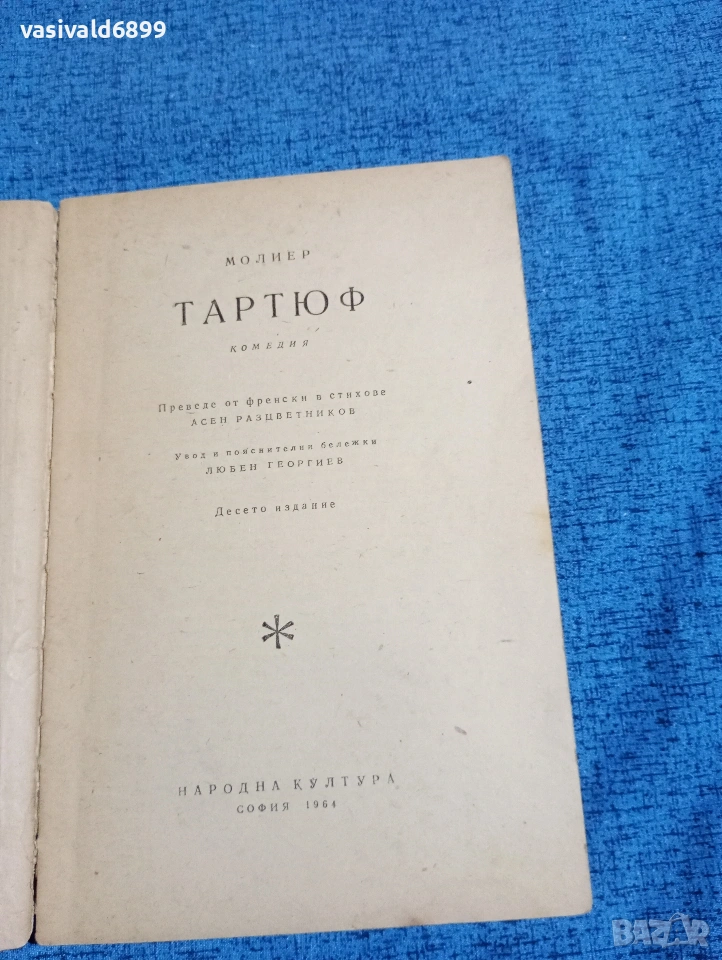 vasivald6899
МОЛИЕР
ТАРТЮФ
КОМЕДИЯ
Преведе от френски в стихове
АСЕН РАЗЦВЕТНИКОВ
Увод и пояснителни бележки
ЛЮБЕН ГЕОРГИЕВ
Десето издание
НАРОДНА КУЛТУРА
СОФИЯ 1964
BAZAR